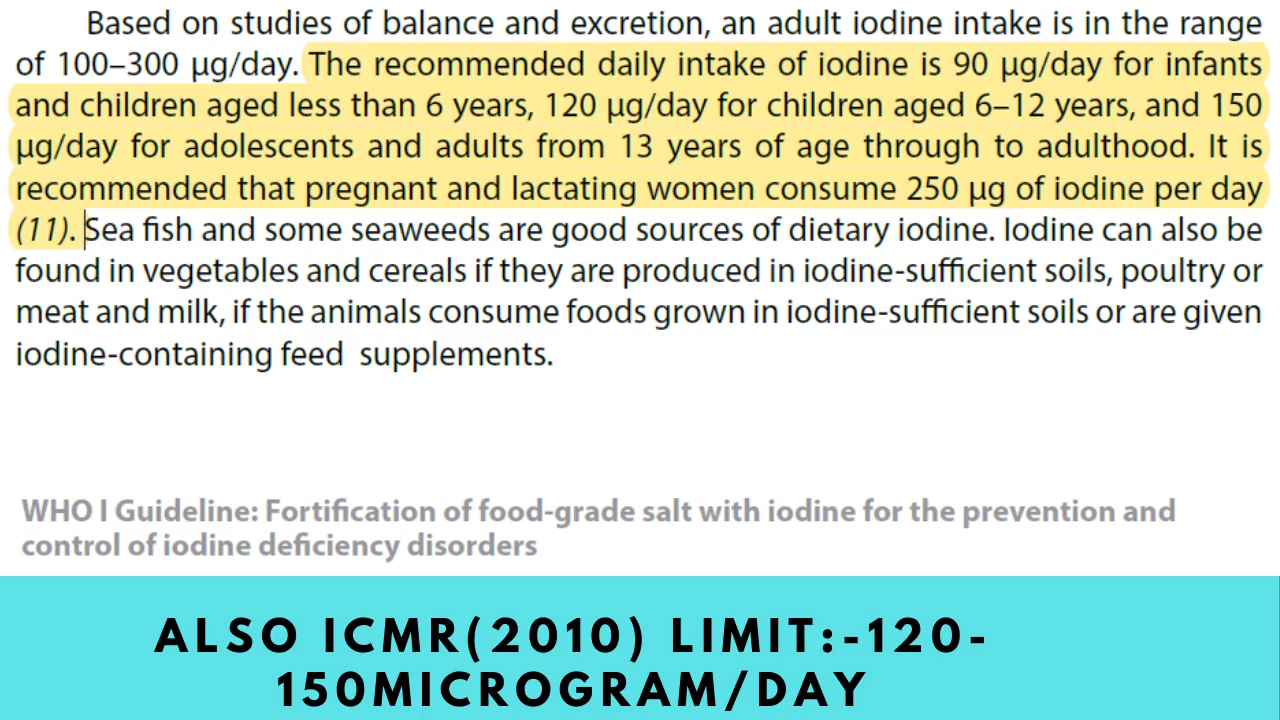 Based on studies of balance and excretion, an adult iodine intake is in the range
of 100–300 µg/day. The recommended daily intake of iodine is 90 µg/day for infants
and children aged less than 6 years, 120 µg/day for children aged 6–12 years, and 150
µg/day for adolescents and adults from 13 years of age through to adulthood. It is
recommended that pregnant and lactating women consume 250 µg of iodine per day
(11). Sea fish and some seaweeds are good sources of dietary iodine. Iodine can also be
found in vegetables and cereals if they are produced in iodine-sufficient soils, poultry or
meat and milk, if the animals consume foods grown in iodine-sufficient soils or are given
iodine-containing feed supplements.
WHO I Guideline: Fortification of food-grade salt with iodine for the prevention and
control of iodine deficiency disorders
ALSO ICMR(2010) LIMIT:-120-
150MICROGRAM/DAY